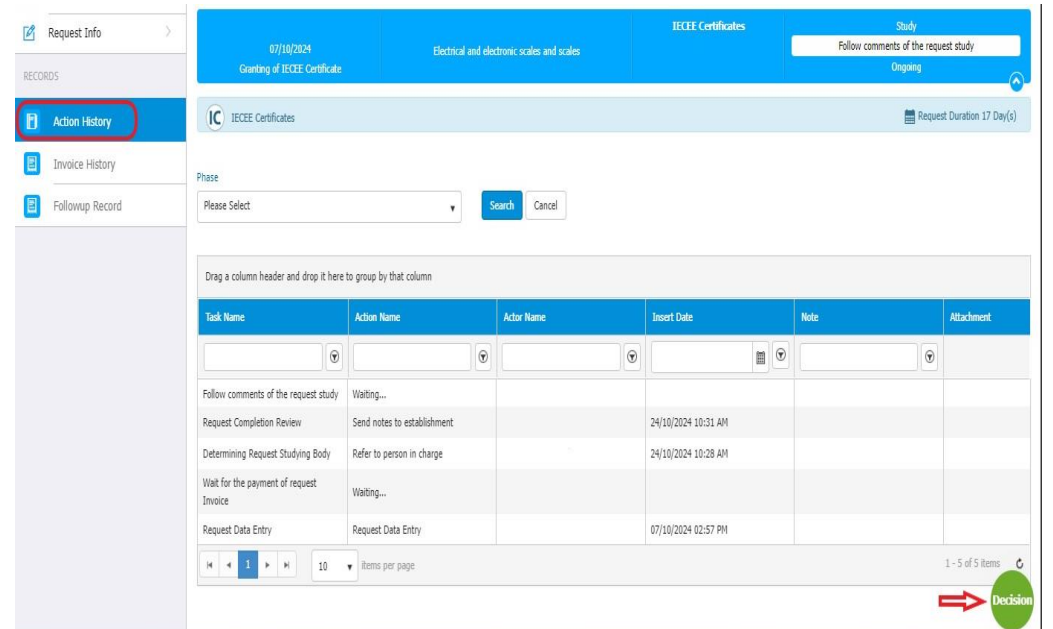 Request Info
RECORDS
Action History
Invoice History
Followup Record
07/10/2024
Granting of IECEE Certificate
Electrical and electronic scales and scales
IECEE Certificates
Study
Follow comments of the request study
Ongoing
IC IECEE Certificates
Request Duration 17 Day(s)
Phase
Please Select
Search Cancel
Drag a column header and drop it here to group by that column
Task Name Action Name Actor Name Insert Date Note Attachment
Follow comments of the request study Waiting...
Request Completion Review Send notes to establishment 24/10/2024 10:31 AM
Determining Request Studying Body Refer to person in charge 24/10/2024 10:28 AM
Wait for the payment of request
Invoice Waiting...
Request Data Entry Request Data Entry 07/10/2024 02:57 PM
1 10 items per page 1 - 5 of 5 items
Decision